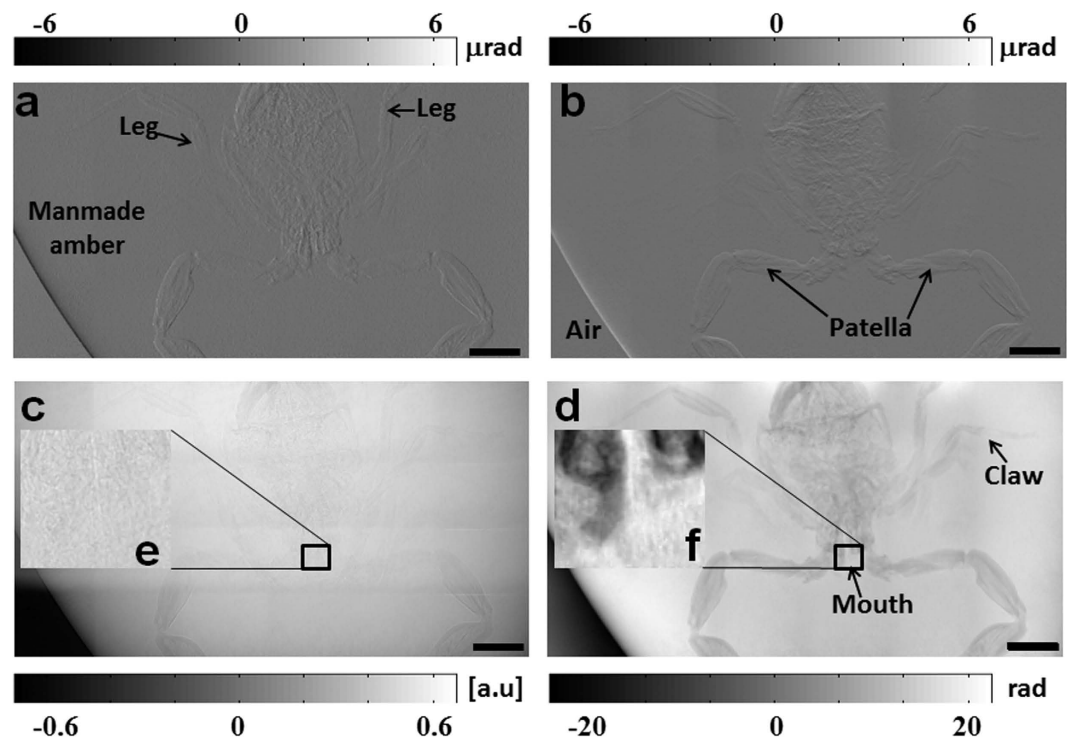 -6 0 6 -6 0 6
μrad μrad
a b
Leg Leg
Manmade
amber
Air Patella
c d
Claw
e f
Mouth
[a.u] rad
-0.6 0 0.6 -20 0 20